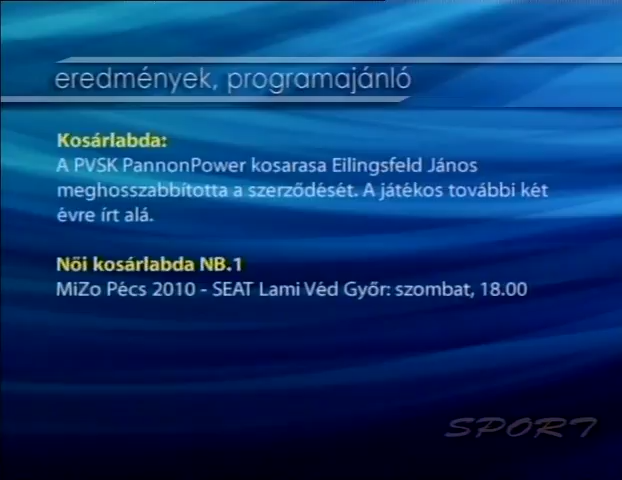 eredmények, programajánló
Kosárlabda:
A PVSK PannonPower kosarasa Eilingsfeld János
meghosszabbította a szerződését. A játékos további két
évre írt alá.
Női kosárlabda NB.1
MiZo Pécs 2010 - SEAT Lami Véd Győr: szombat, 18.00
SPORT